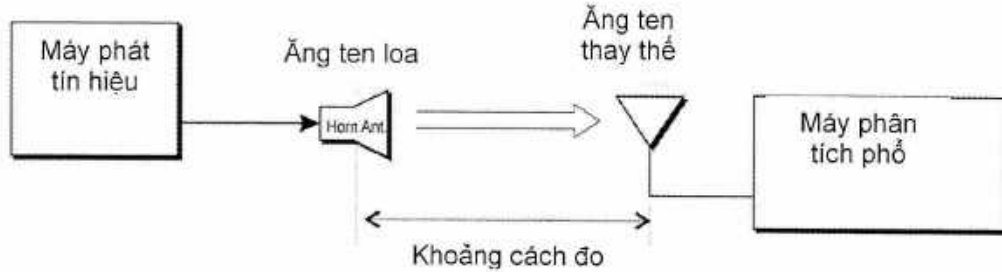 Máy phát
tín hiệu
Ăng ten loa
Horn Ant.
Ăng ten
thay thế
Máy phân
tích phổ
Khoảng cách đo